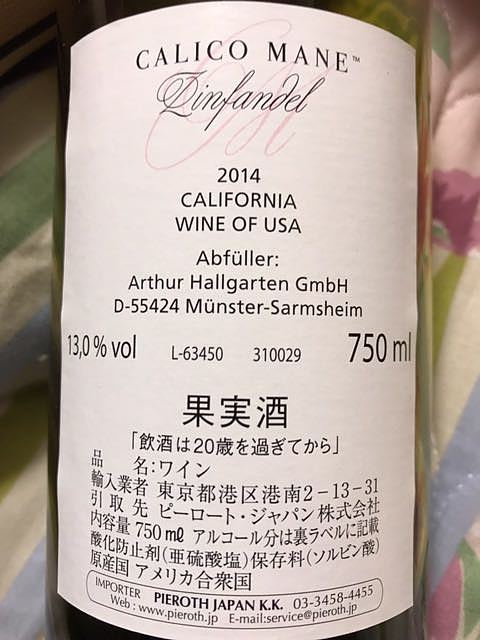 CALICO MANE™
Zinfandel
CM
2014
CALIFORNIA
WINE OF USA
Abfüller:
Arthur Hallgarten GmbH
D-55424 Münster-Sarmsheim
13,0 % vol L-63450 310029 750 ml
果実酒
「飲酒は20歳を過ぎてから」
品 名:ワイン
輸入業者 東京都港区港南2-13-31
引取先 ピーロート・ジャパン株式会社
内容量 750㎖ アルコール分は裏ラベルに記載
酸化防止剤(亜硫酸塩)保存料(ソルビン酸)
原産国 アメリカ合衆国
IMPORTER PIEROTH JAPAN K.K. 03-3458-4455
Web : www.pieroth.jp E-mail:service@pieroth.jp